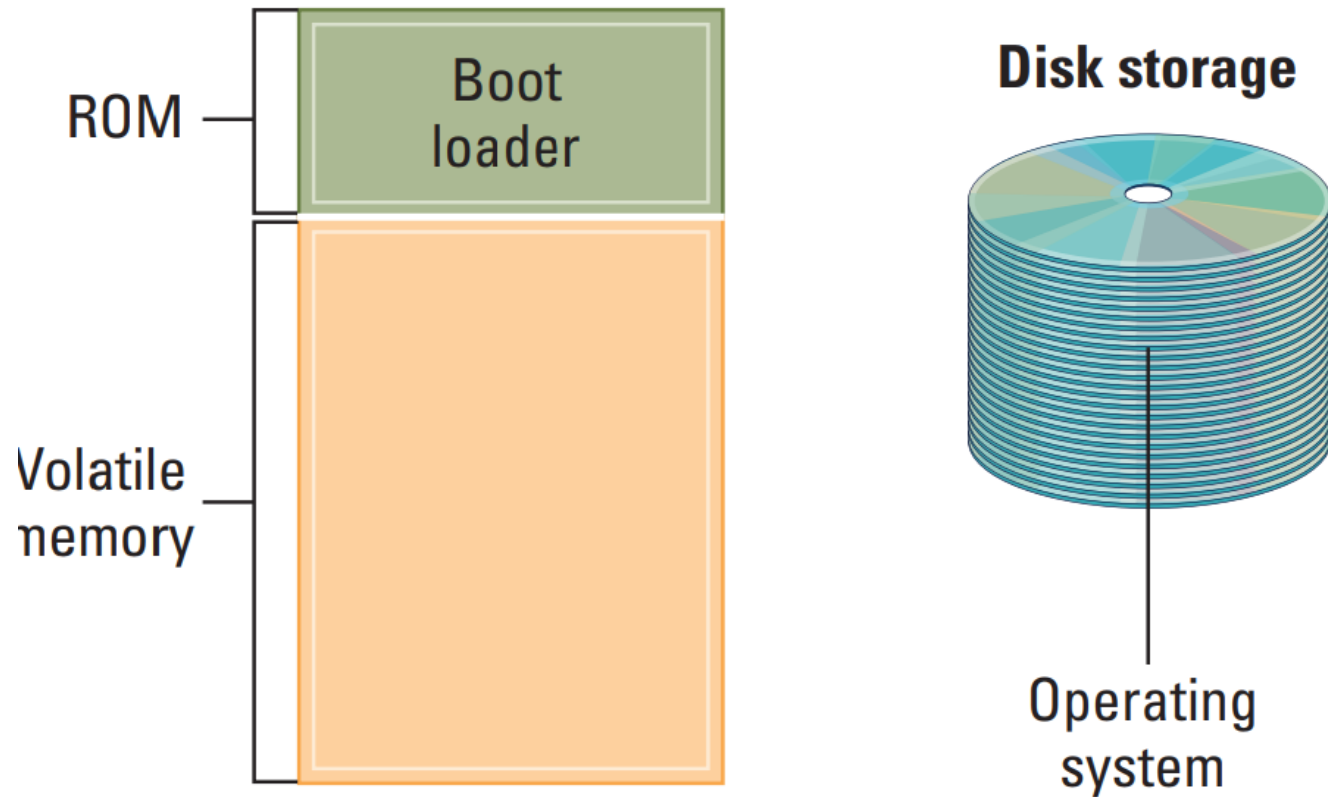 ROM
Boot
loader
Volatile
memory
Disk storage
Operating
system